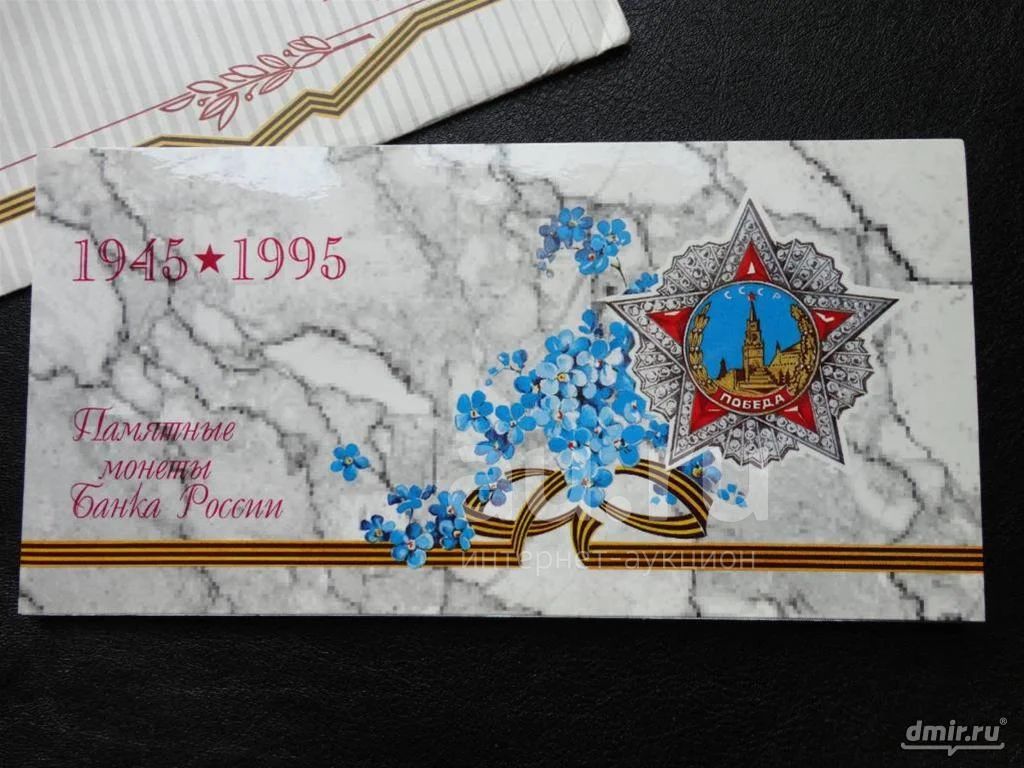 1945★1995
СССР
ПОБЕДА
Памятные
монеты
Банка России
интернет-аукцион
dmir.ru®